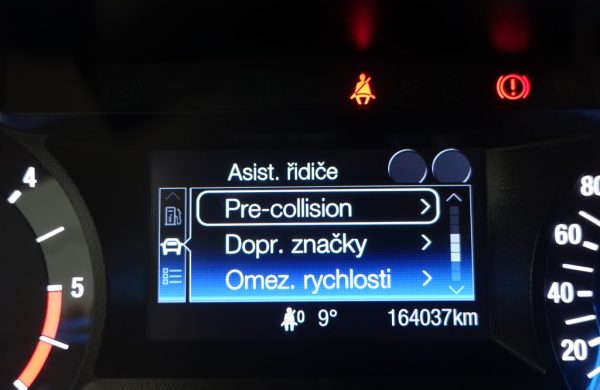 Asist. řidiče
Pre-collision
Dopr. značky
Omez. rychlosti
0 9° 164037km
4
5
80
60
40
20